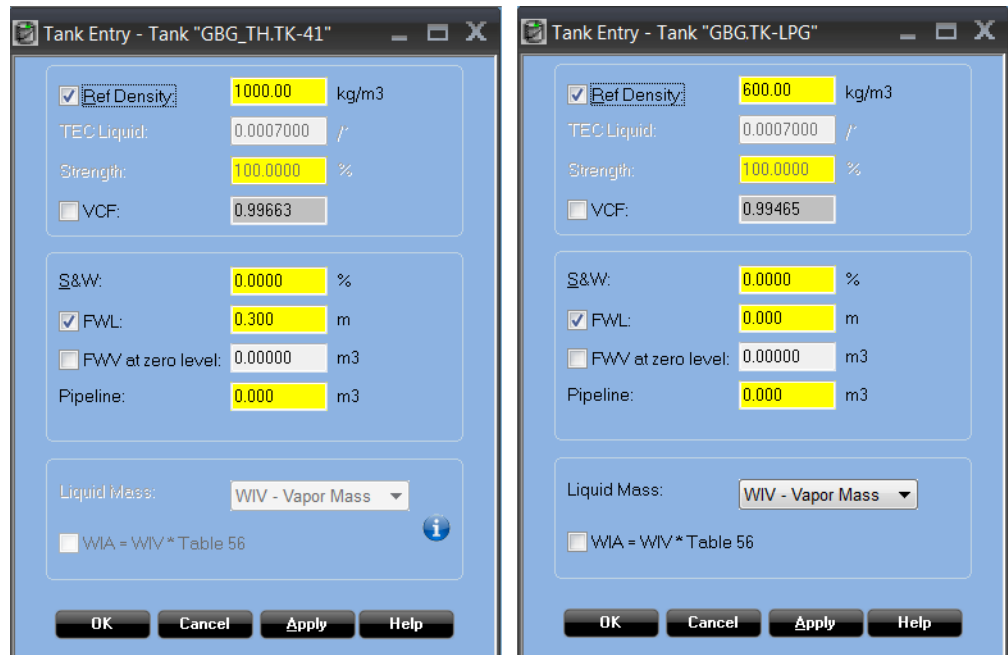 Tank Entry - Tank "GBG_TH.TK-41"
Ref Density: 1000.00 kg/m3
TEC Liquid: 0.0007000 /°
Strength: 100.0000 %
VCF: 0.99663
S&W: 0.0000 %
FWL: 0.300 m
FWV at zero level: 0.00000 m3
Pipeline: 0.000 m3
Liquid Mass: WIV - Vapor Mass
WIA = WIV * Table 56
OK Cancel Apply Help
Tank Entry - Tank "GBG.TK-LPG"
Ref Density: 600.00 kg/m3
TEC Liquid: 0.0007000 /°
Strength: 100.0000 %
VCF: 0.99465
S&W: 0.0000 %
FWL: 0.000 m
FWV at zero level: 0.00000 m3
Pipeline: 0.000 m3
Liquid Mass: WIV - Vapor Mass
WIA = WIV * Table 56
OK Cancel Apply Help